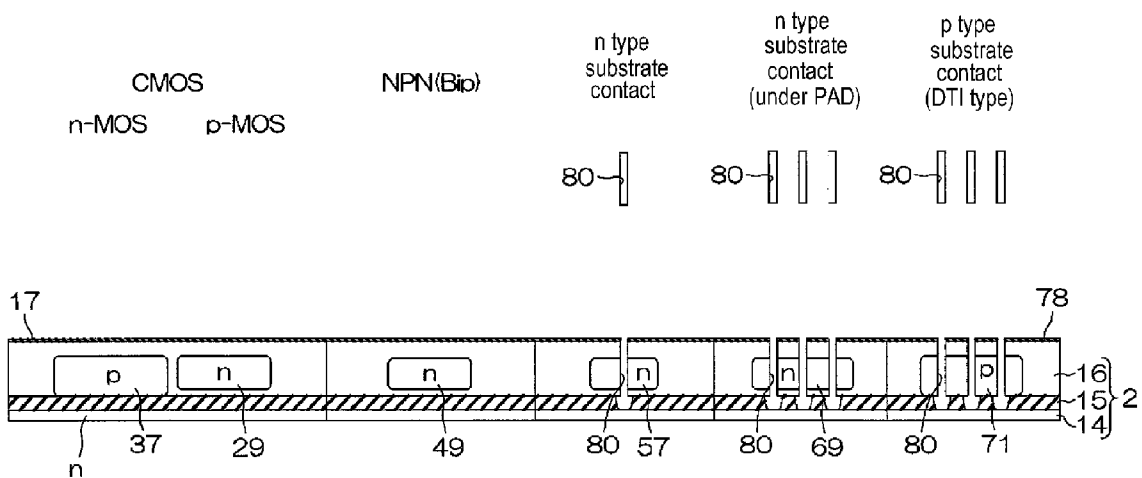 CMOS
n-MOS p-MOS
NPN(Bip)
n type
substrate
contact
n type
substrate
contact
(under PAD)
p type
substrate
contact
(DTI type)
80 80 80
17 78
p n n n n p
16
15
14
2
n 37 29 49 80 57 80 69 80 71